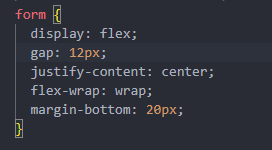 form {
  display: flex;
  gap: 12px;
  justify-content: center;
  flex-wrap: wrap;
  margin-bottom: 20px;
}